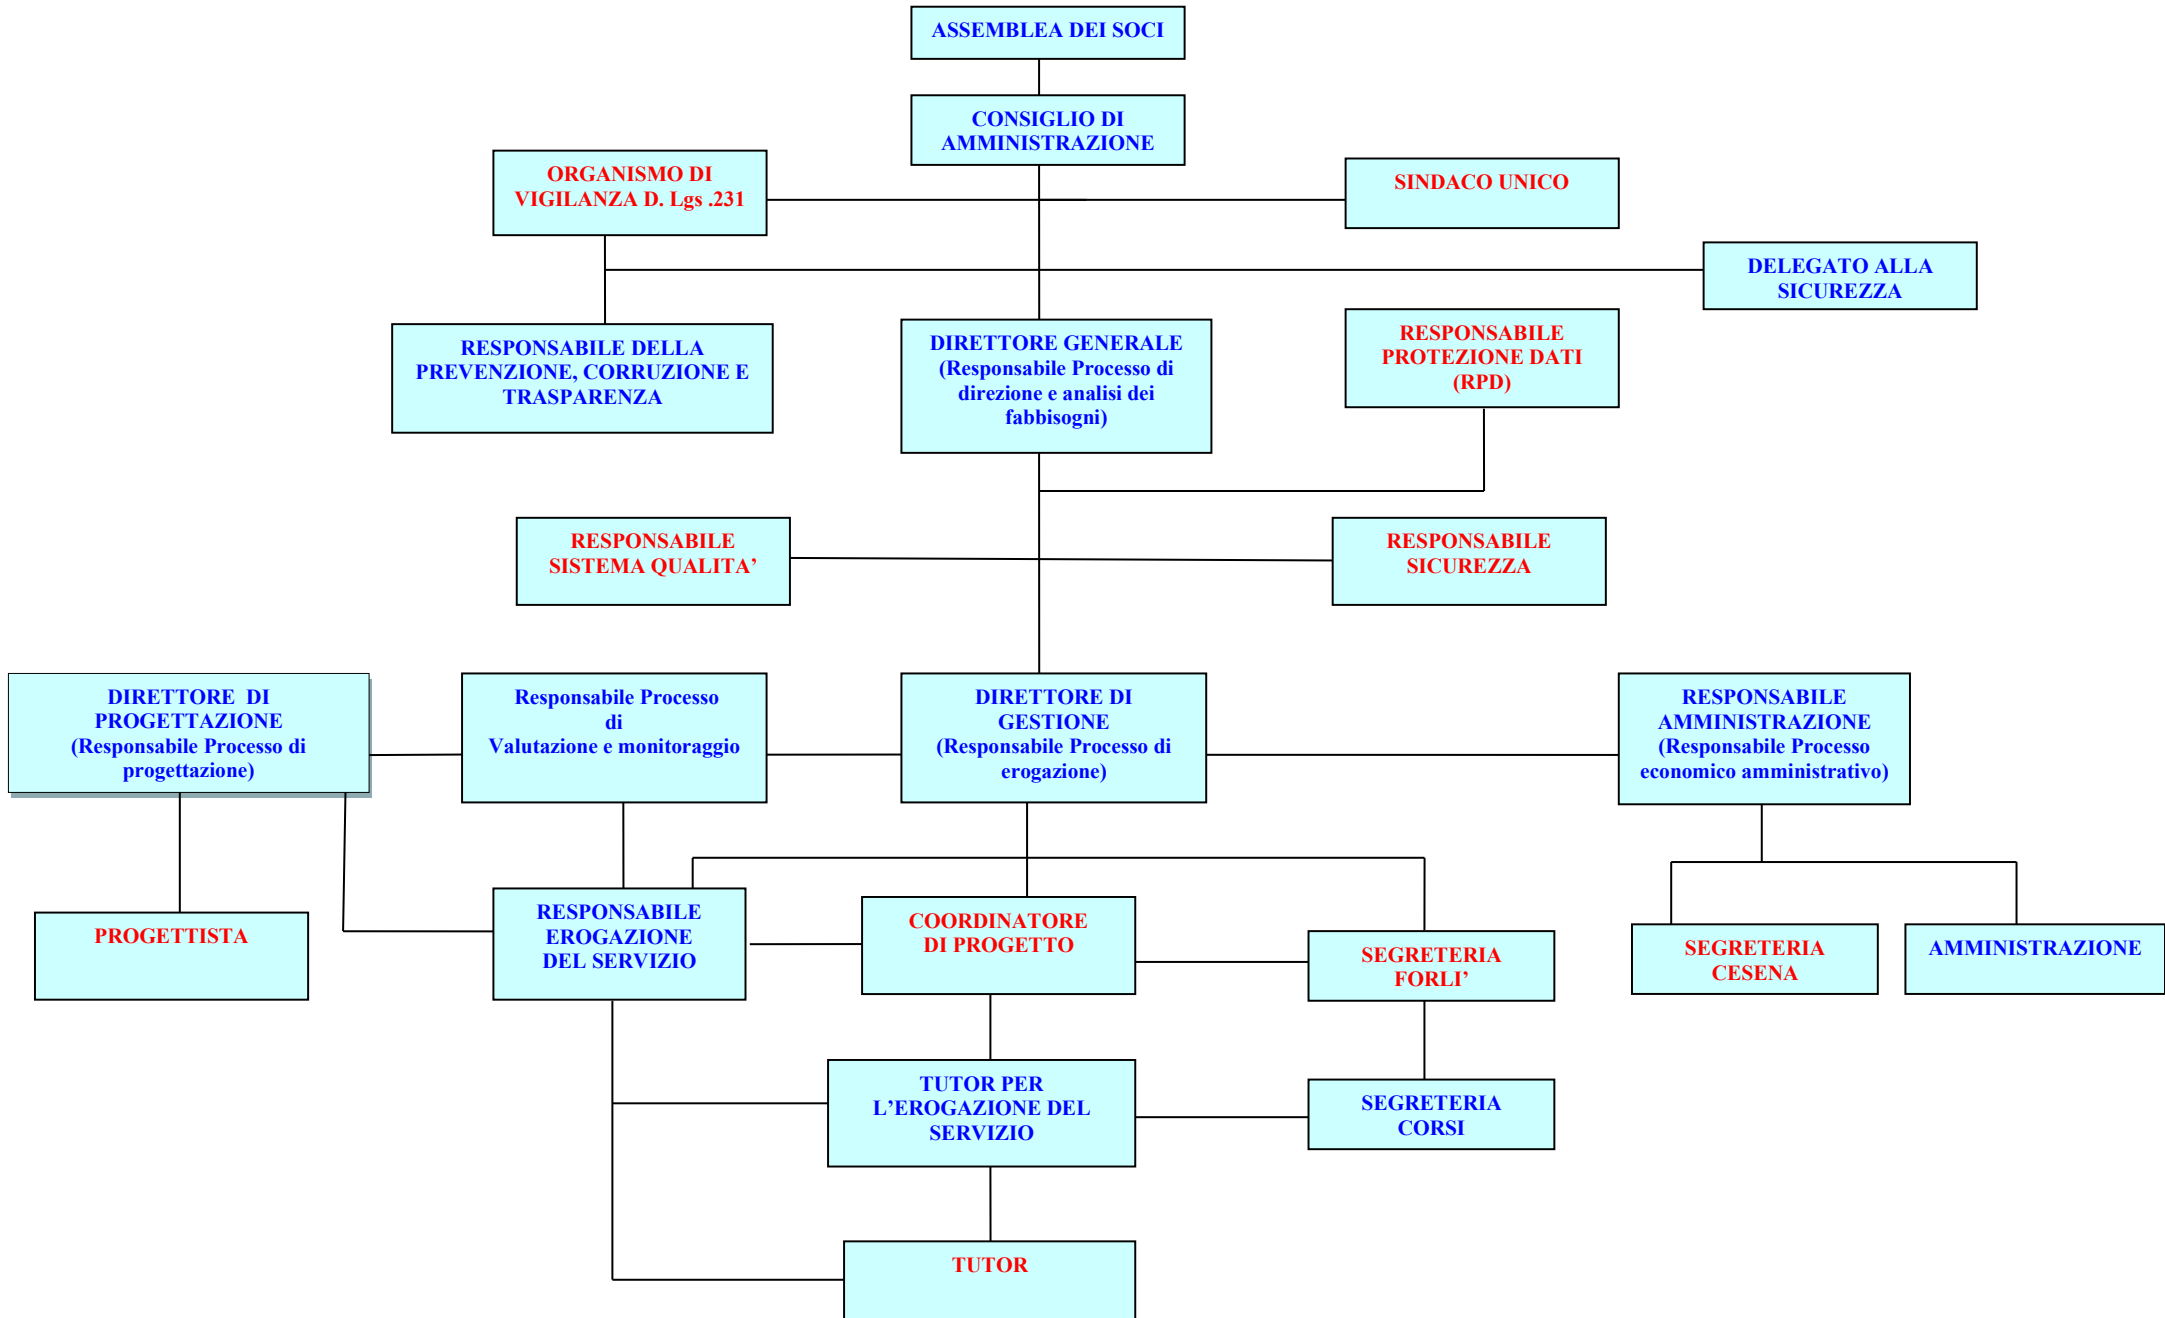 ASSEMBLEA DEI SOCI
CONSIGLIO DI
AMMINISTRAZIONE
ORGANISMO DI
VIGILANZA D. Lgs .231
SINDACO UNICO
DELEGATO ALLA
SICUREZZA
RESPONSABILE DELLA
PREVENZIONE, CORRUZIONE E
TRASPARENZA
DIRETTORE GENERALE
(Responsabile Processo di
direzione e analisi dei
fabbisogni)
RESPONSABILE
PROTEZIONE DATI
(RPD)
RESPONSABILE
SISTEMA QUALITA’
RESPONSABILE
SICUREZZA
DIRETTORE DI
PROGETTAZIONE
(Responsabile Processo di
progettazione)
Responsabile Processo
di
Valutazione e monitoraggio
DIRETTORE DI
GESTIONE
(Responsabile Processo di
erogazione)
RESPONSABILE
AMMINISTRAZIONE
(Responsabile Processo
economico amministrativo)
PROGETTISTA
RESPONSABILE
EROGAZIONE
DEL SERVIZIO
COORDINATORE
DI PROGETTO
SEGRETERIA
FORLI’
SEGRETERIA
CESENA
AMMINISTRAZIONE
TUTOR PER
L’EROGAZIONE DEL
SERVIZIO
SEGRETERIA
CORSI
TUTOR